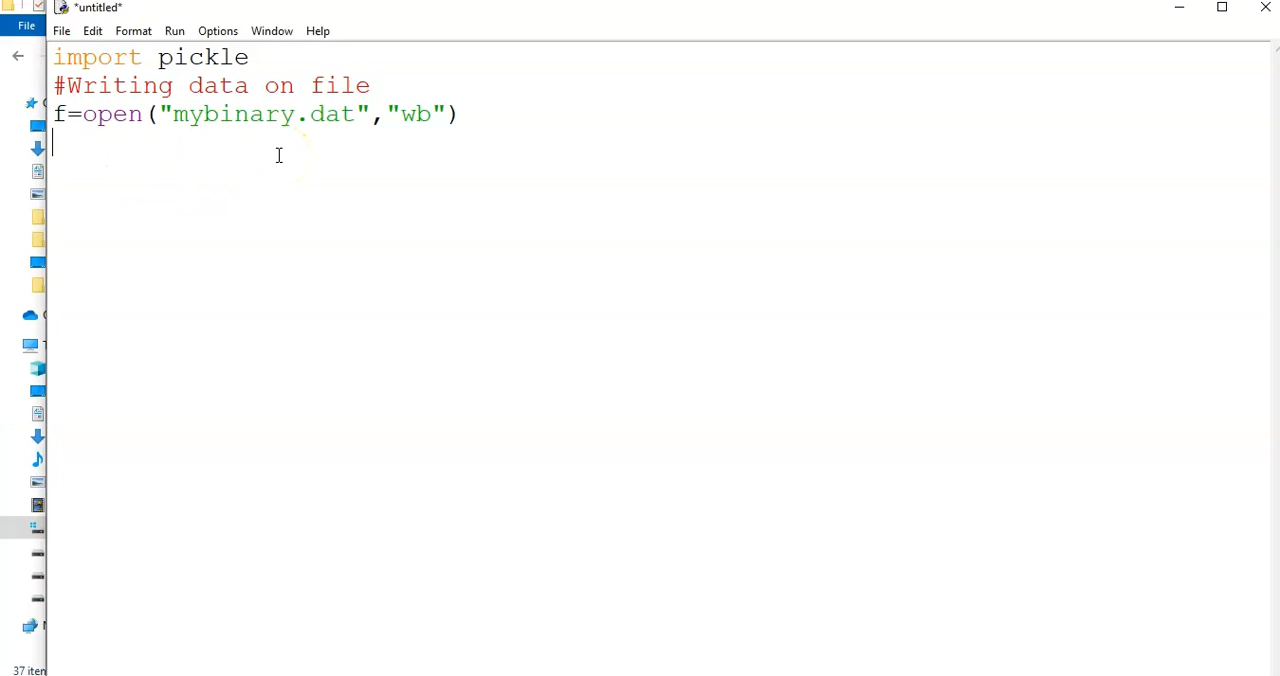 *untitled*
File
File Edit Format Run Options Window Help
import pickle
#Writing data on file
f=open("mybinary.dat","wb")
37 iten